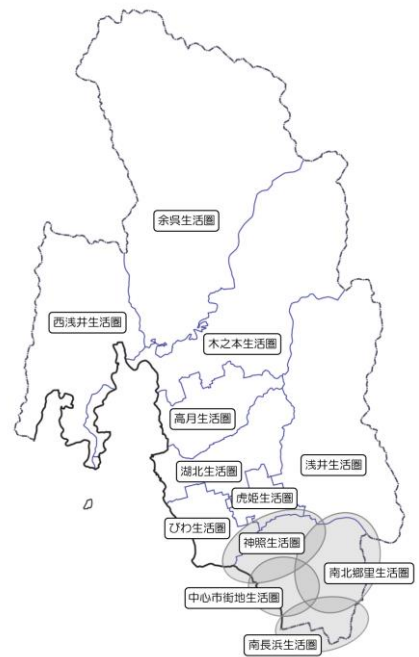 余呉生活圏
西浅井生活圏
木之本生活圏
高月生活圏
湖北生活圏
浅井生活圏
虎姫生活圏
びわ生活圏
神照生活圏
南北郷里生活圏
中心市街地生活圏
南長浜生活圏